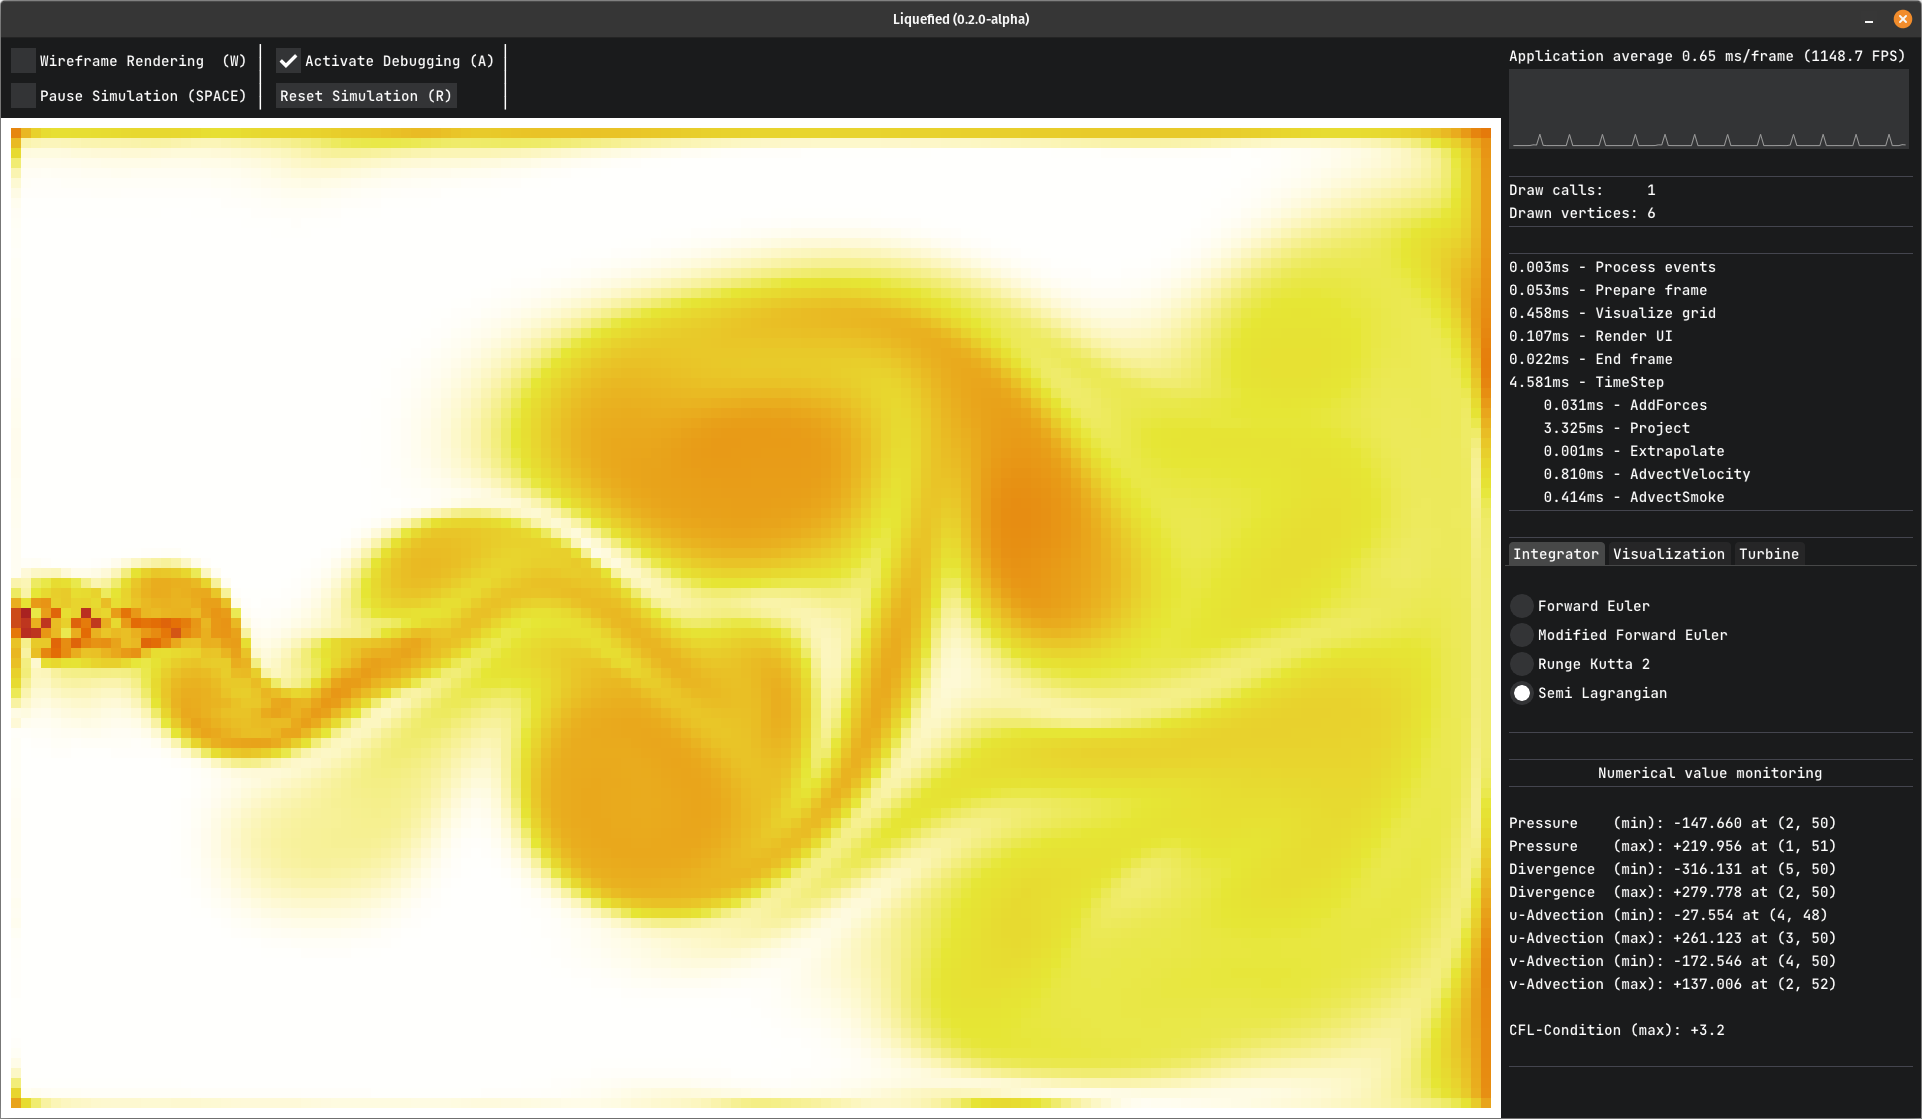 Liquefied (0.2.0-alpha)
Wireframe Rendering (W)
Activate Debugging (A)
Pause Simulation (SPACE)
Reset Simulation (R)
Application average 0.65 ms/frame (1148.7 FPS)
Draw calls: 1
Drawn vertices: 6
0.003ms - Process events
0.053ms - Prepare frame
0.458ms - Visualize grid
0.107ms - Render UI
0.022ms - End frame
4.581ms - TimeStep
0.031ms - AddForces
3.325ms - Project
0.001ms - Extrapolate
0.810ms - AdvectVelocity
0.414ms - AdvectSmoke
Integrator Visualization Turbine
Forward Euler
Modified Forward Euler
Runge Kutta 2
Semi Lagrangian
Numerical value monitoring
Pressure (min): -147.660 at (2, 50)
Pressure (max): +219.956 at (1, 51)
Divergence (min): -316.131 at (5, 50)
Divergence (max): +279.778 at (2, 50)
u-Advection (min): -27.554 at (4, 48)
u-Advection (max): +261.123 at (3, 50)
v-Advection (min): -172.546 at (4, 50)
v-Advection (max): +137.006 at (2, 52)
CFL-Condition (max): +3.2